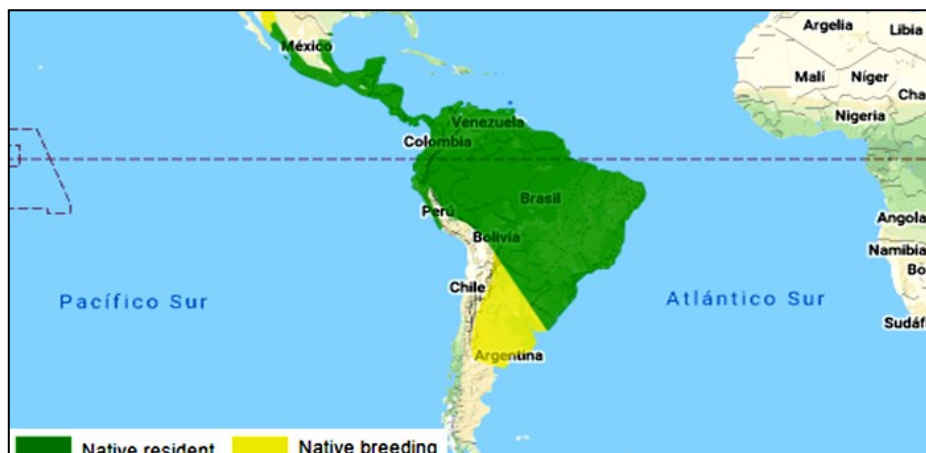 Argelia
Libia
México
Malí
Níger
Cha
Nigeria
Venezuela
Colombia
Brasil
Perú
Angola
Bolivia
Namibia
Bo
Chile
Pacífico Sur
Atlántico Sur
Sudáf
Argentina
Native resident
Native breeding